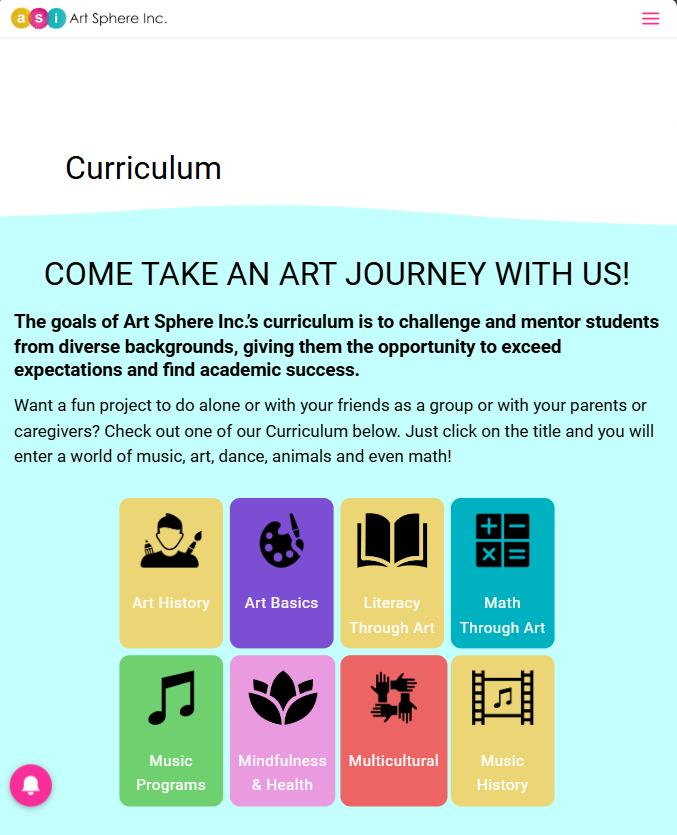 asi Art Sphere Inc.
Curriculum
COME TAKE AN ART JOURNEY WITH US!
The goals of Art Sphere Inc.'s curriculum is to challenge and mentor students
from diverse backgrounds, giving them the opportunity to exceed
expectations and find academic success.
Want a fun project to do alone or with your friends as a group or with your parents or
caregivers? Check out one of our Curriculum below. Just click on the title and you will
enter a world of music, art, dance, animals and even math!
Art History
Art Basics
Literacy
Through Art
Math
Through Art
Music
Programs
Mindfulness
& Health
Multicultural
Music
History